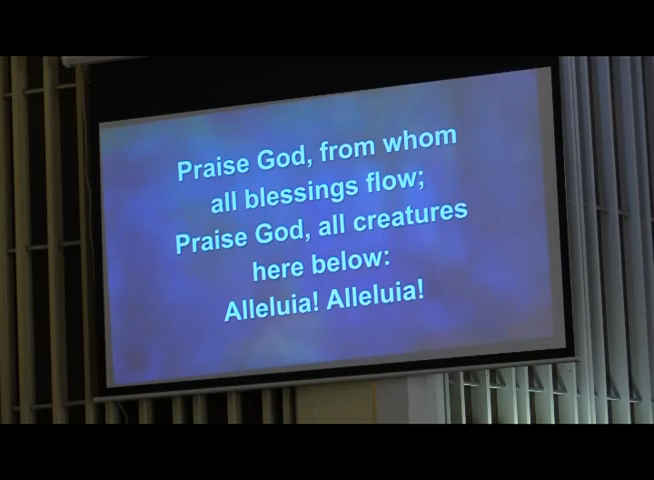 Praise God, from whom
all blessings flow;
Praise God, all creatures
here below:
Alleluia! Alleluia!